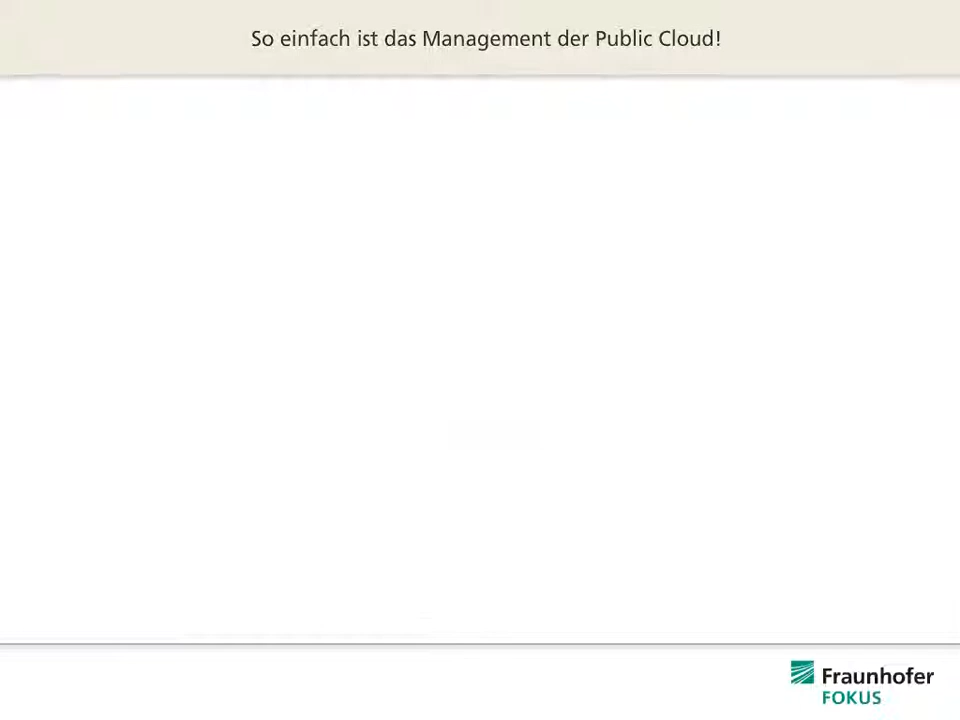 So einfach ist das Management der Public Cloud!
Fraunhofer
FOKUS